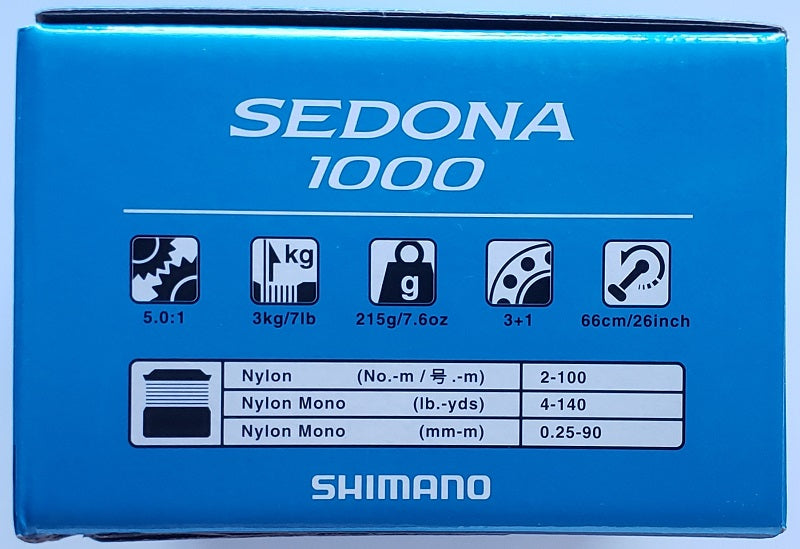 SEDONA
1000
kg g
5.0:1 3kg/7lb 215g/7.6oz 3+1 66cm/26inch
Nylon (No.-m / 号.-m) 2-100
Nylon Mono (lb.-yds) 4-140
Nylon Mono (mm-m) 0.25-90
SHIMANO